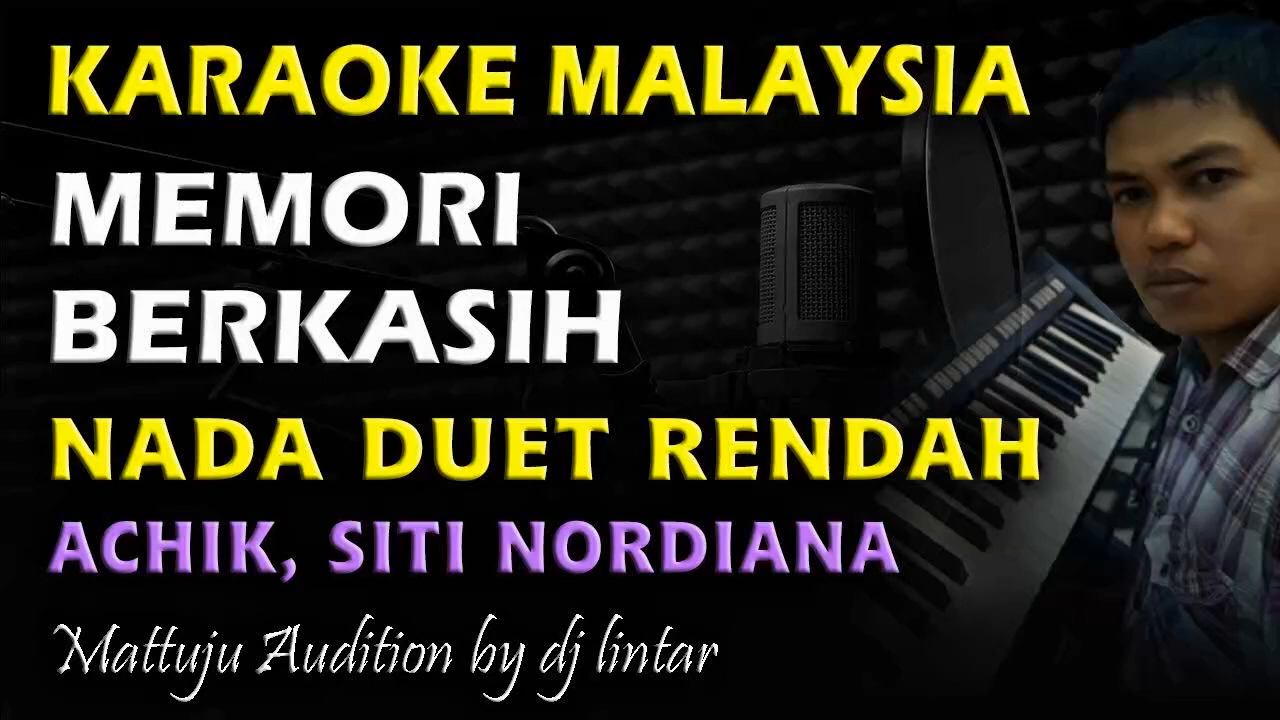 KARAOKE MALAYSIA
MEMORI
BERKASIH
NADA DUET RENDAH
ACHIK, SITI NORDIANA
Mattuju Audition by dj lintar